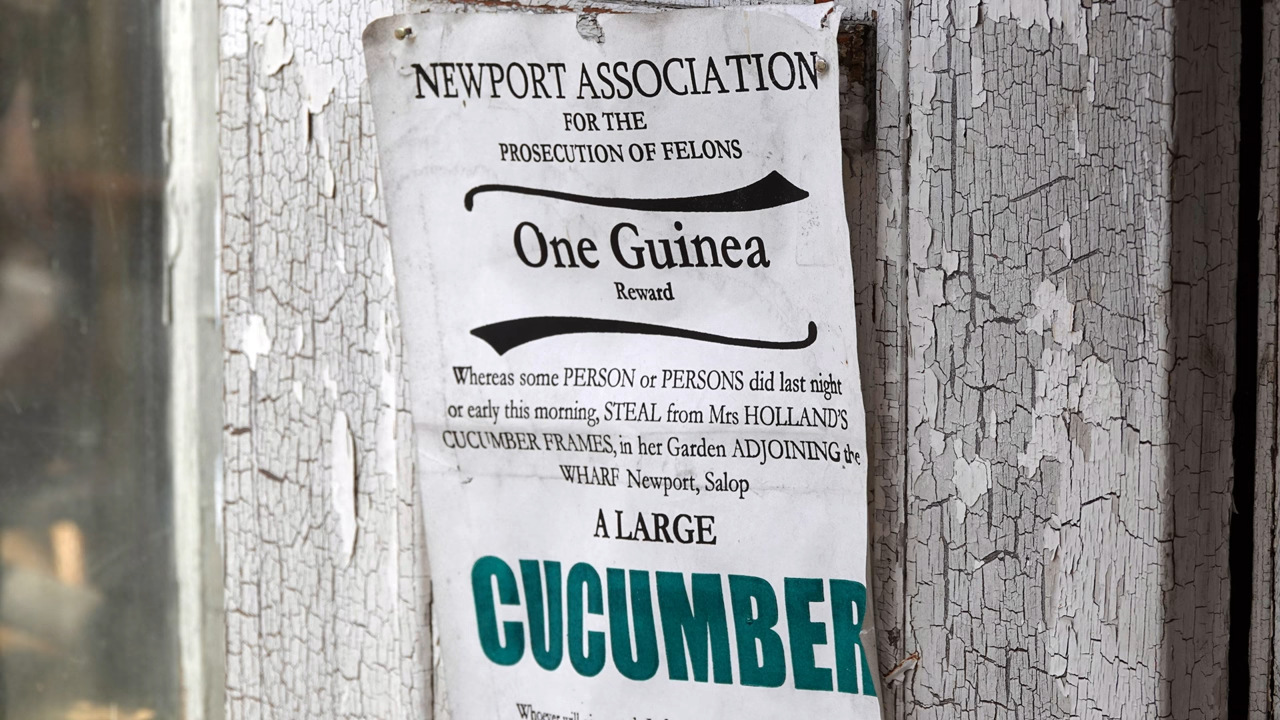 NEWPORT ASSOCIATION
FOR THE
PROSECUTION OF FELONS
One Guinea
Reward
Whereas some PERSON or PERSONS did last night
or early this morning, STEAL from Mrs HOLLAND'S
CUCUMBER FRAMES, in her Garden ADJOINING the
WHARF Newport, Salop
A LARGE
CUCUMBER
Whoever will